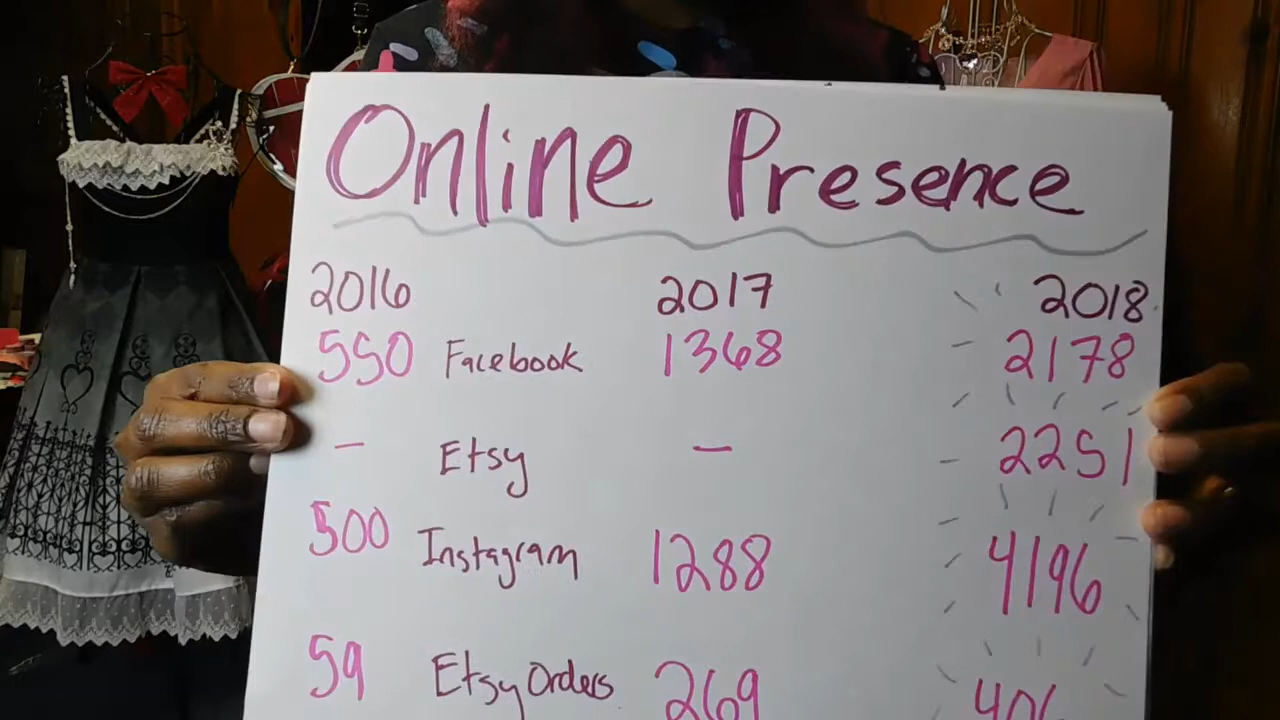 Online Presence
2016 2017 2018
550 Facebook 1368 2178
- Etsy - 2251
500 Instagram 1288 4196
59 Etsy Orders 269 406